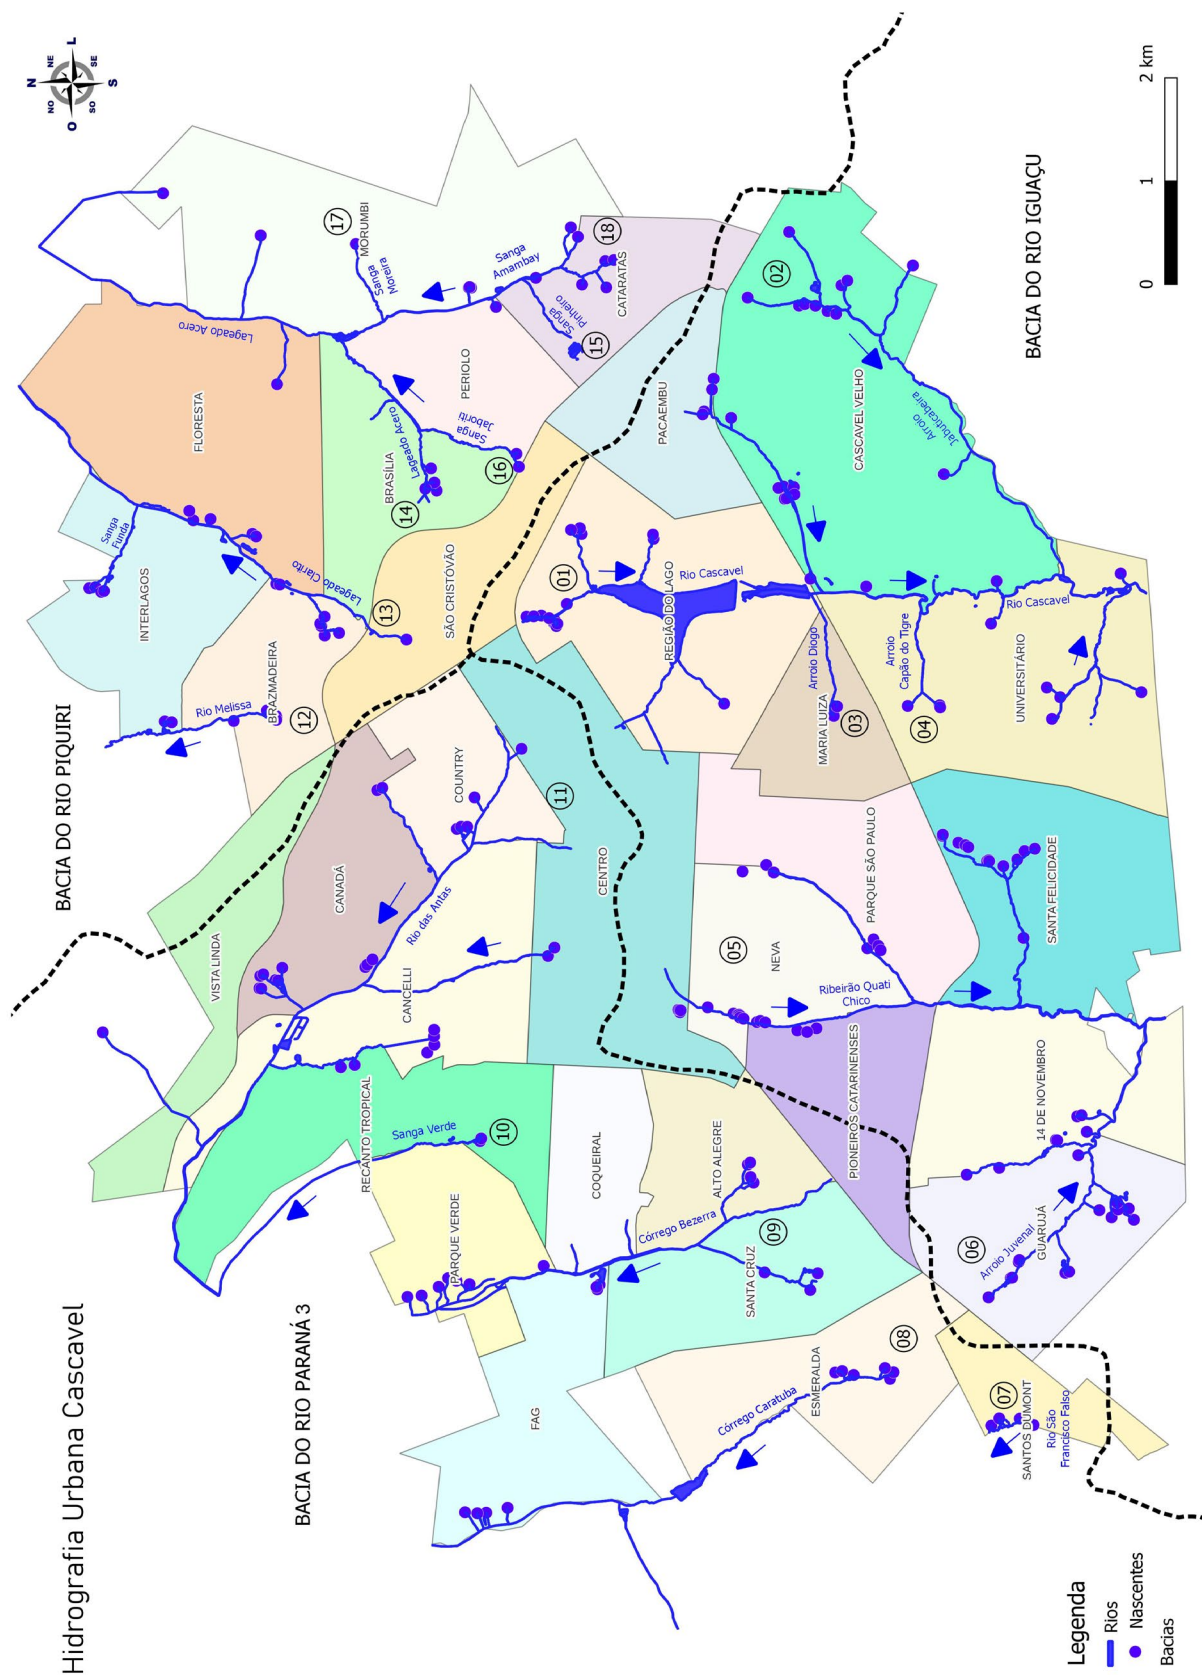 Hidrografia Urbana Cascavel
N
NE
L
SE
S
SO
O
NO
BACIA DO RIO PIQUIRI
BACIA DO RIO PARANÁ 3
BACIA DO RIO IGUAÇU
FLORESTA
Lageado Acero
INTERLAGOS
Sanga
Funda
Lageado Clarito
BRAZMADEIRA
Rio Melissa
12
13
SÃO CRISTOVÃO
BRASÍLIA
Lageado Acero
14
PERIOLO
Sanga
Jaboriti
16
17
MORUMBI
Sanga
Moreira
Sanga
Amambay
18
CATARATAS
Sanga
pinheiro
15
PACAEMBU
02
CASCAVEL VELHO
Arroio
Jabuticabeira
01
REGIÃO DO LAGO
Rio Cascavel
Arroio Diogo
MARIA LUIZA
03
Arroio
Capão do Tigre
04
Rio Cascavel
UNIVERSITÁRIO
VISTA LINDA
CANADÁ
COUNTRY
11
Rio das Antas
CANCELLI
CENTRO
PARQUE SÃO PAULO
NEVA
05
Ribeirão Quati
Chico
SANTA FELICIDADE
PIONEIROS CATARINENSES
14 DE NOVEMBRO
RECANTO TROPICAL
Sanga Verde
10
PARQUE VERDE
COQUEIRAL
ALTO ALEGRE
Córrego Bezerra
09
SANTA CRUZ
06
Arroio Juvenal
GUARUJÁ
FAG
ESMERALDA
08
Córrego Caratuba
07
SANTOS DUMONT
Rio São
Francisco Falso
0
1
2 km
Legenda
Rios
Nascentes
Bacias